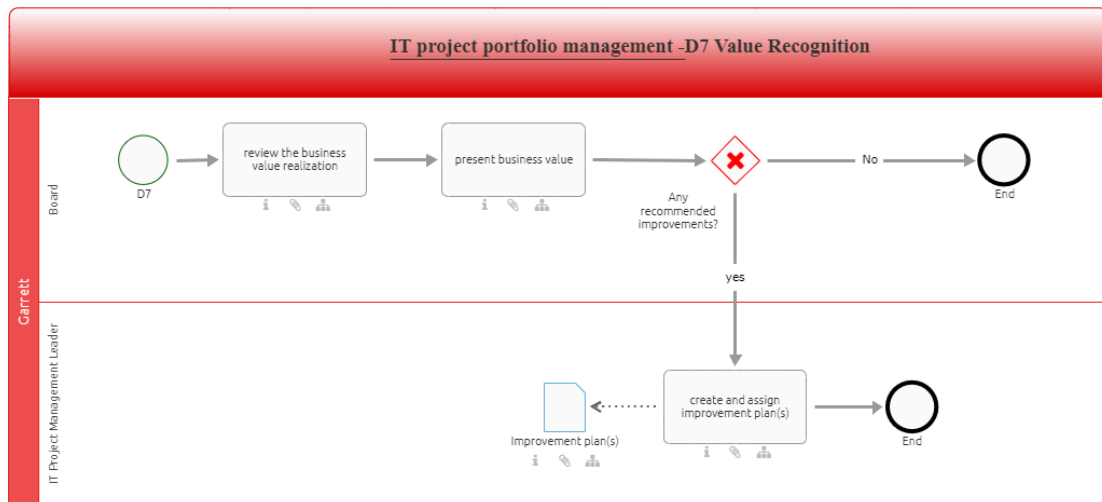 IT project portfolio management -D7 Value Recognition
Garrett
Board
D7
review the business
value realization
present business value
Any
recommended
improvements?
No
End
yes
IT Project Management Leader
Improvement plan(s)
create and assign
improvement plan(s)
End